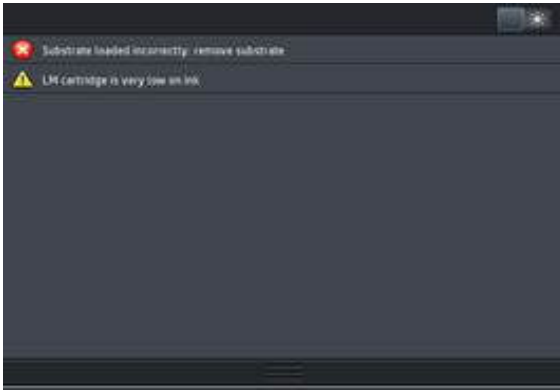 Substrate loaded incorrectly: remove substrate
LM cartridge is very low on ink